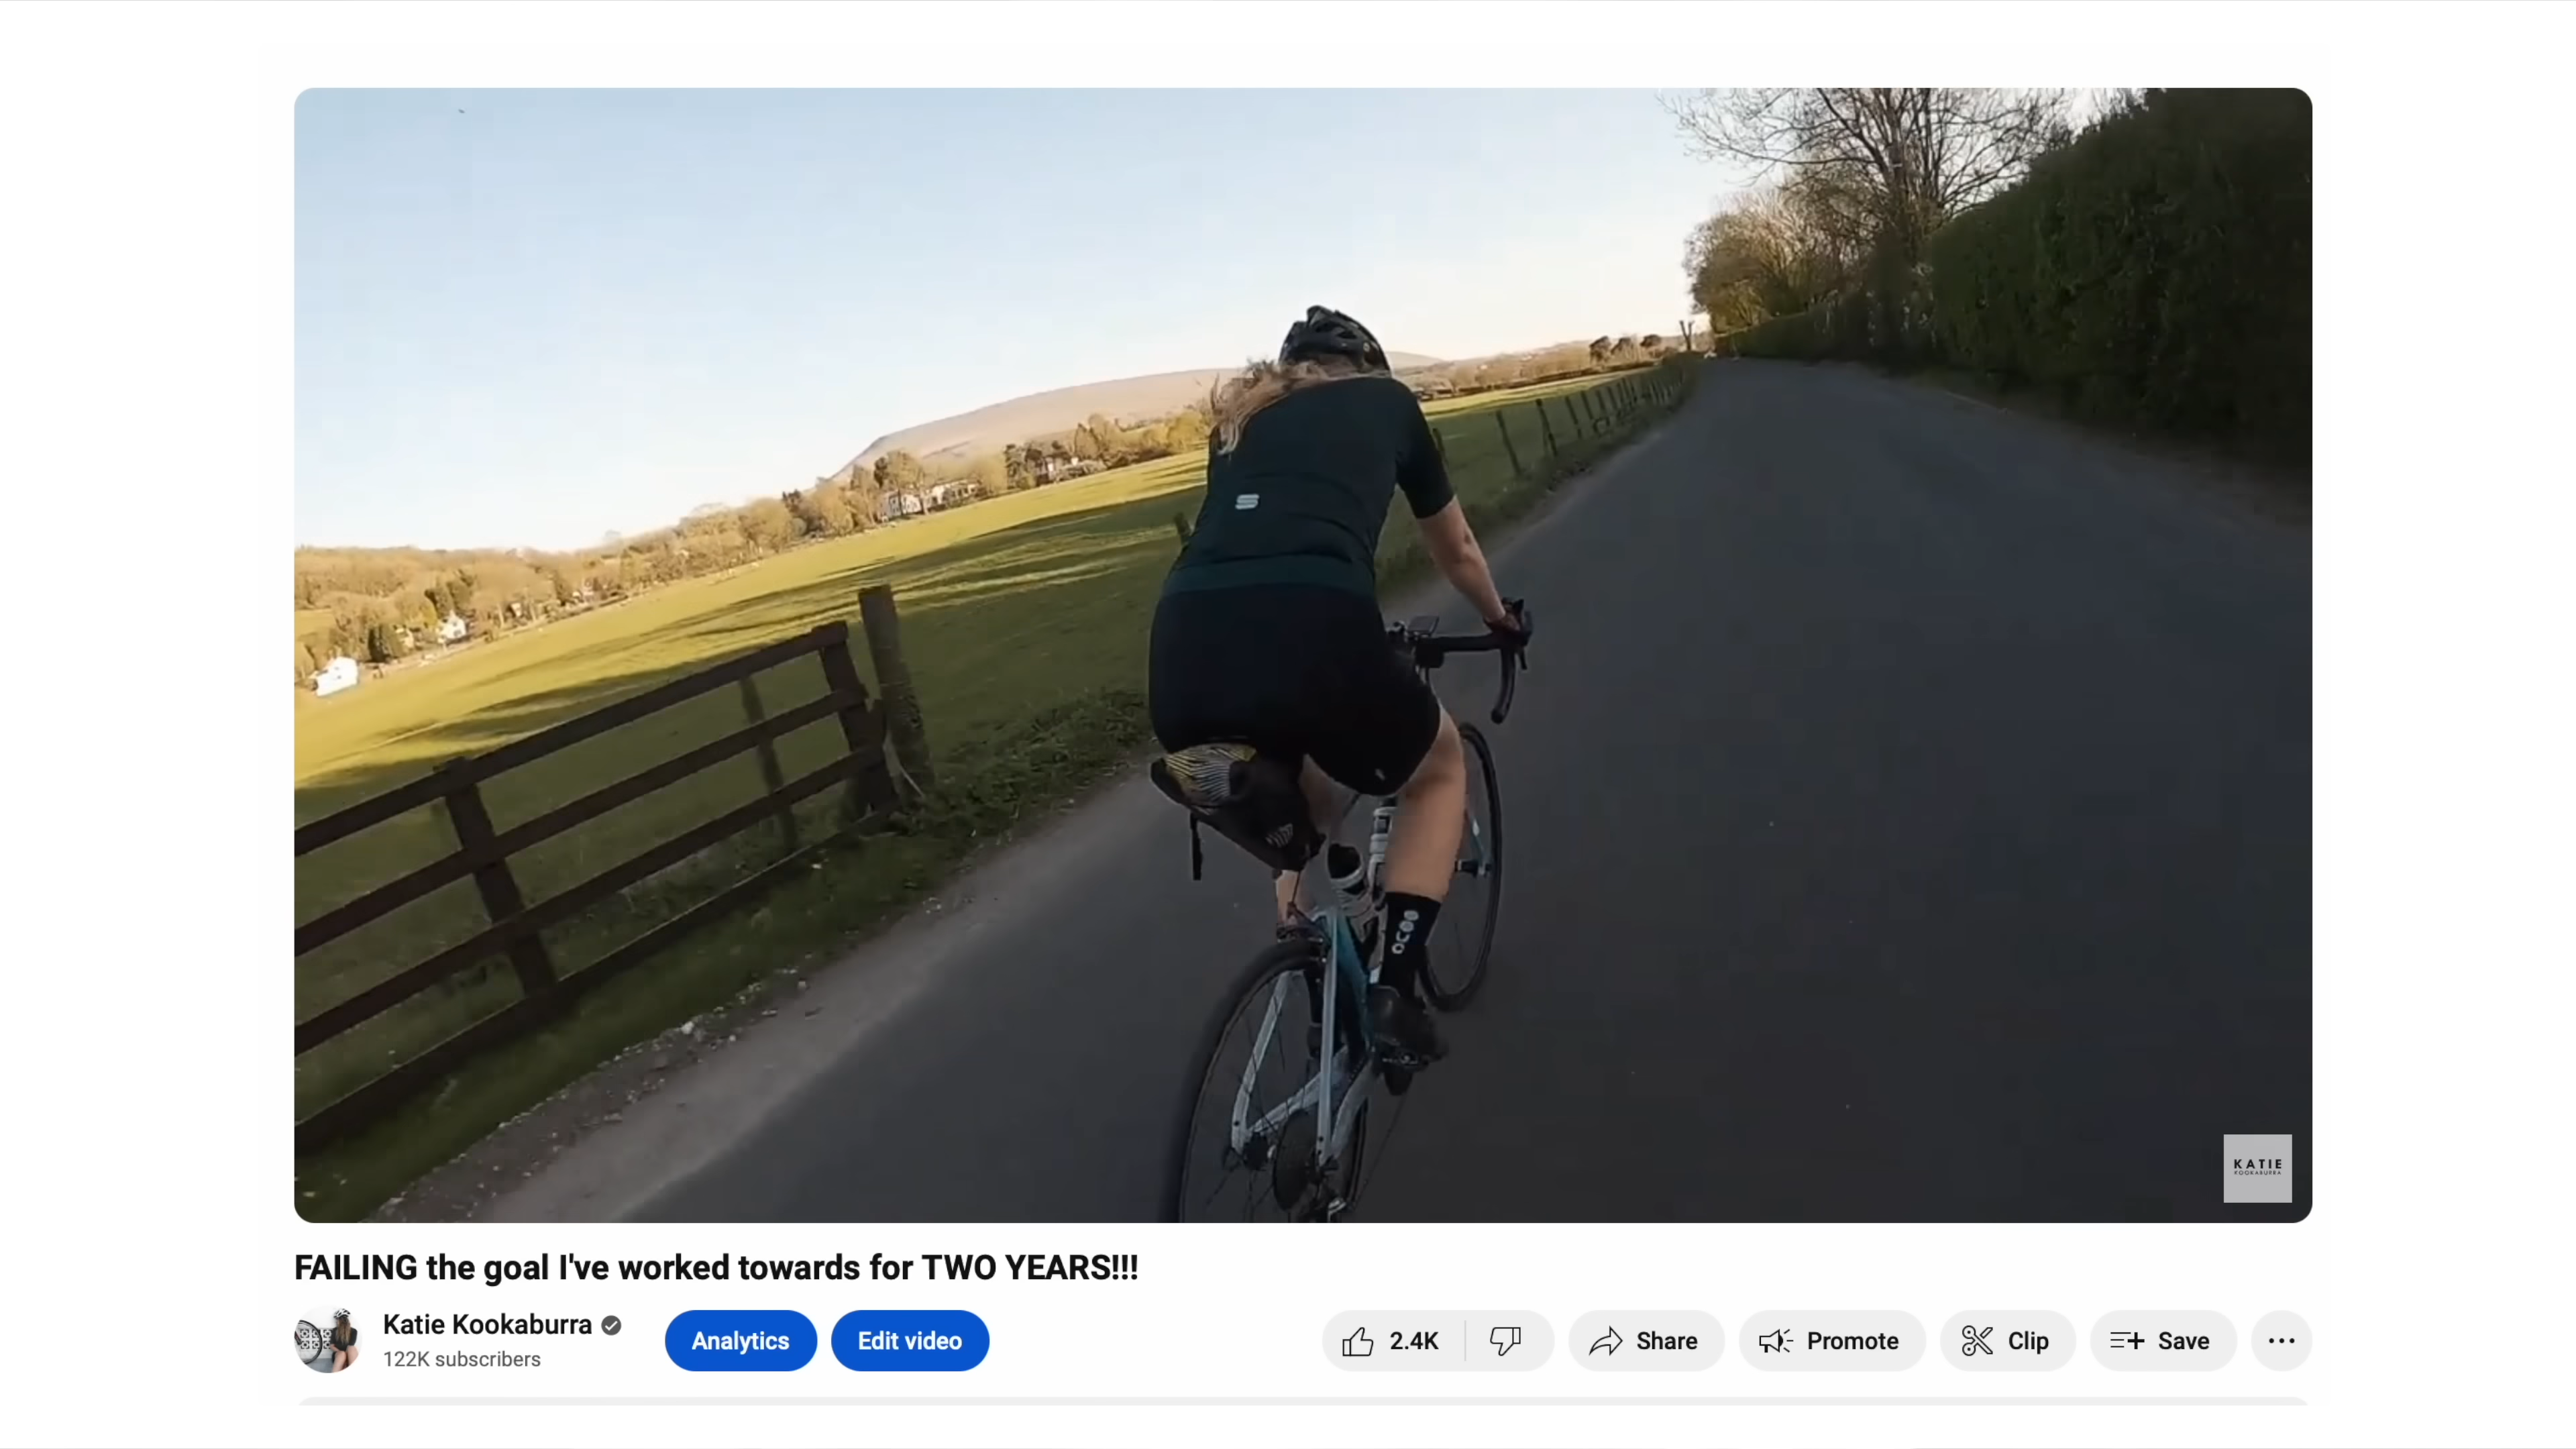 KATIE
KOOKABURRA
FAILING the goal I've worked towards for TWO YEARS!!!
Katie Kookaburra
122K subscribers
Analytics
Edit video
2.4K
Share
Promote
Clip
Save